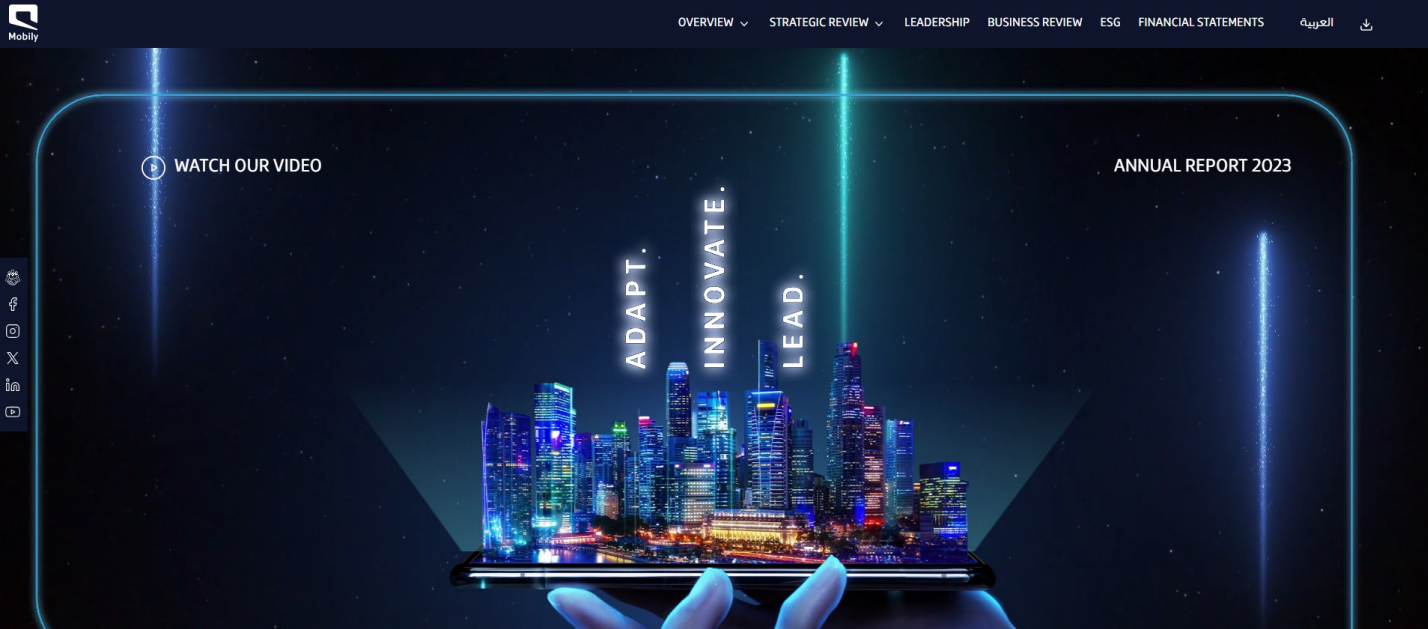 Mobily
OVERVIEW STRATEGIC REVIEW LEADERSHIP BUSINESS REVIEW ESG FINANCIAL STATEMENTS العربية
WATCH OUR VIDEO
ANNUAL REPORT 2023
ADAPT.
INNOVATE.
LEAD.